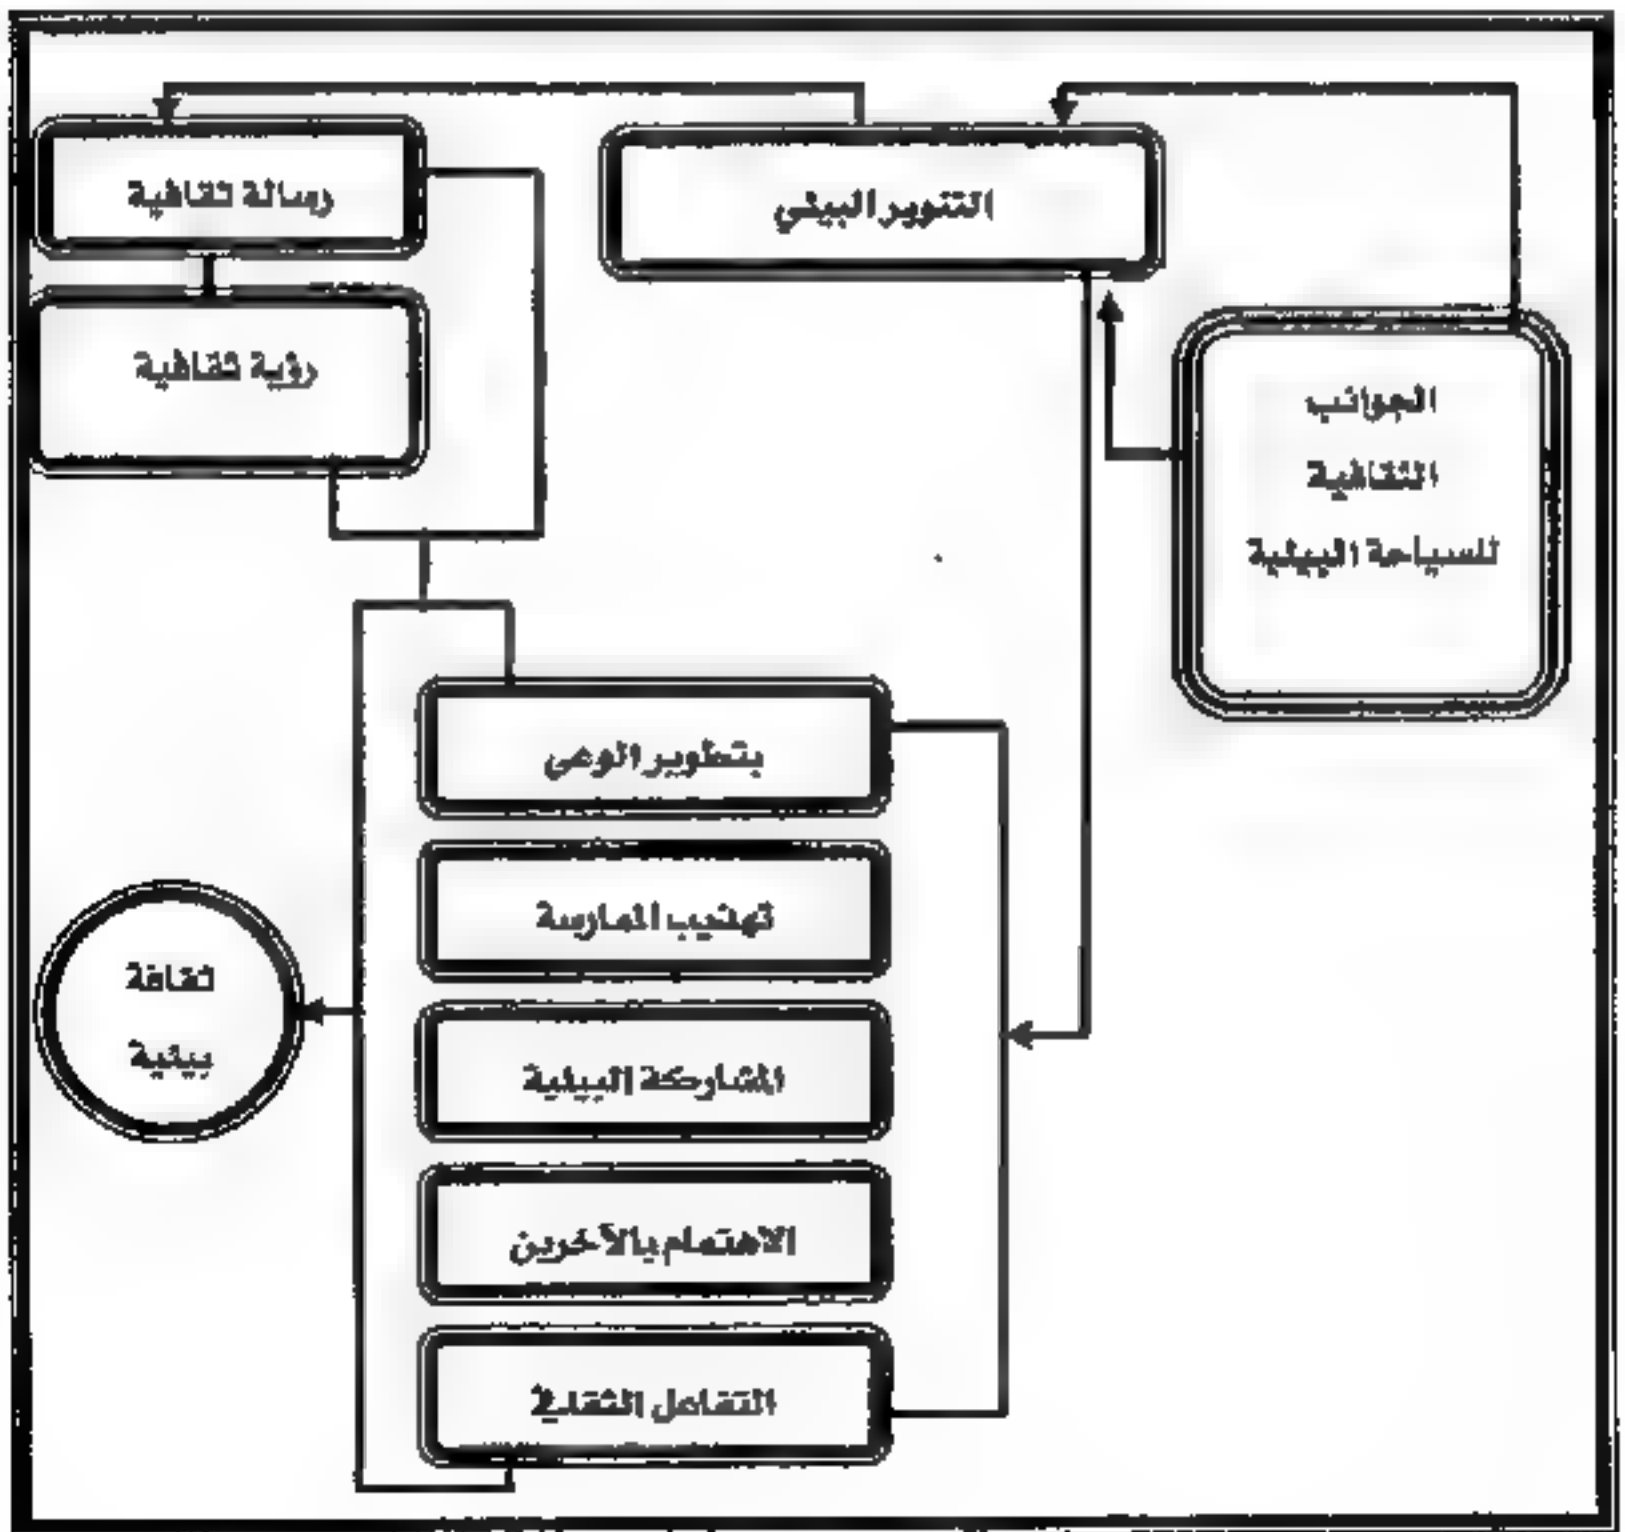 الجوانب
الثقافية
للسياحة البيئية
التنوير البيئي
رسالة ثقافية
رؤية ثقافية
بتطوير الوعى
تهذيب الممارسة
المشاركة البيئية
الاهتمام بالآخرين
التفاعل الثقافي
ثقافة
بيئية